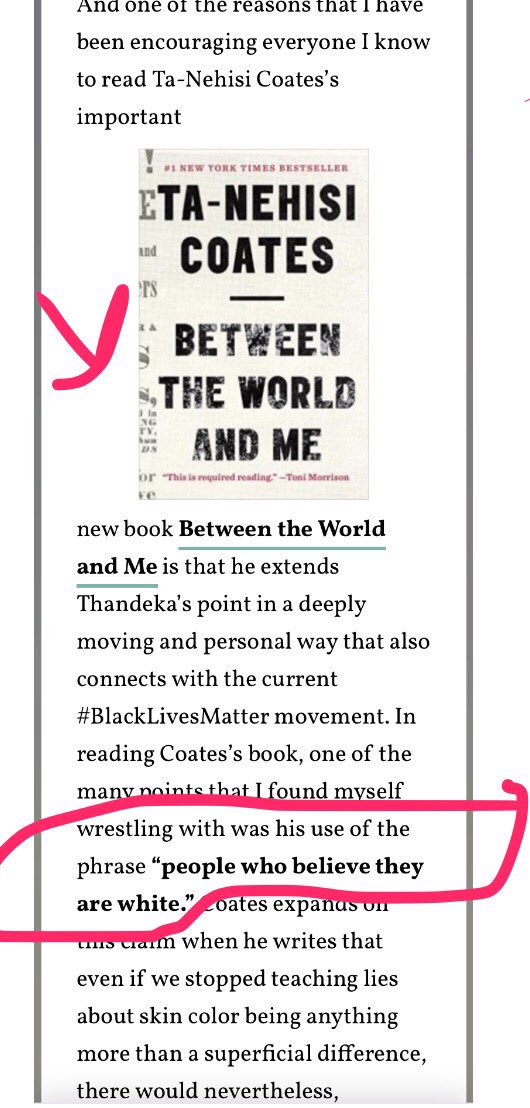 And one of the reasons that I have
been encouraging everyone I know
to read Ta-Nehisi Coates's
important
!
#1 NEW YORK TIMES BESTSELLER
E
TA-NEHISI
and
COATES
ers
BETWEEN
THE WORLD
AND ME
or
"This is required reading." —Toni Morrison
ve
new book Between the World
and Me is that he extends
Thandeka's point in a deeply
moving and personal way that also
connects with the current
#BlackLivesMatter movement. In
reading Coates's book, one of the
many points that I found myself
wrestling with was his use of the
phrase “people who believe they
are white.” Coates expands on
this claim when he writes that
even if we stopped teaching lies
about skin color being anything
more than a superficial difference,
there would nevertheless,